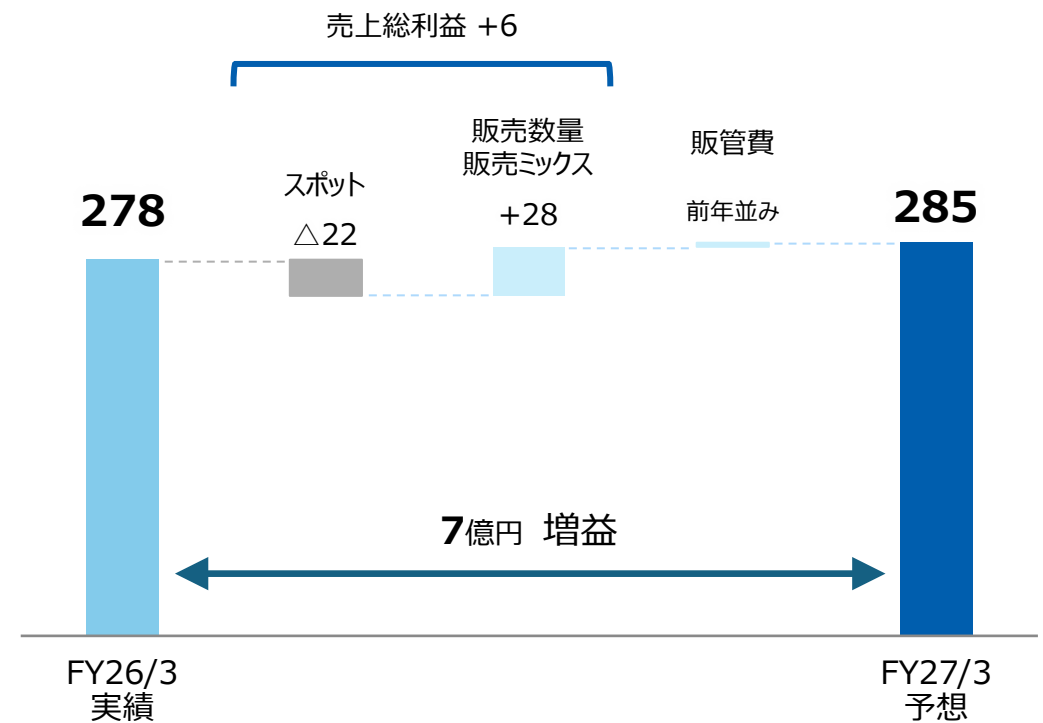 売上総利益 +6
販売数量
販売ミックス
+28
販管費
前年並み
スポット
△22
278
285
7億円 増益
FY26/3
実績
FY27/3
予想